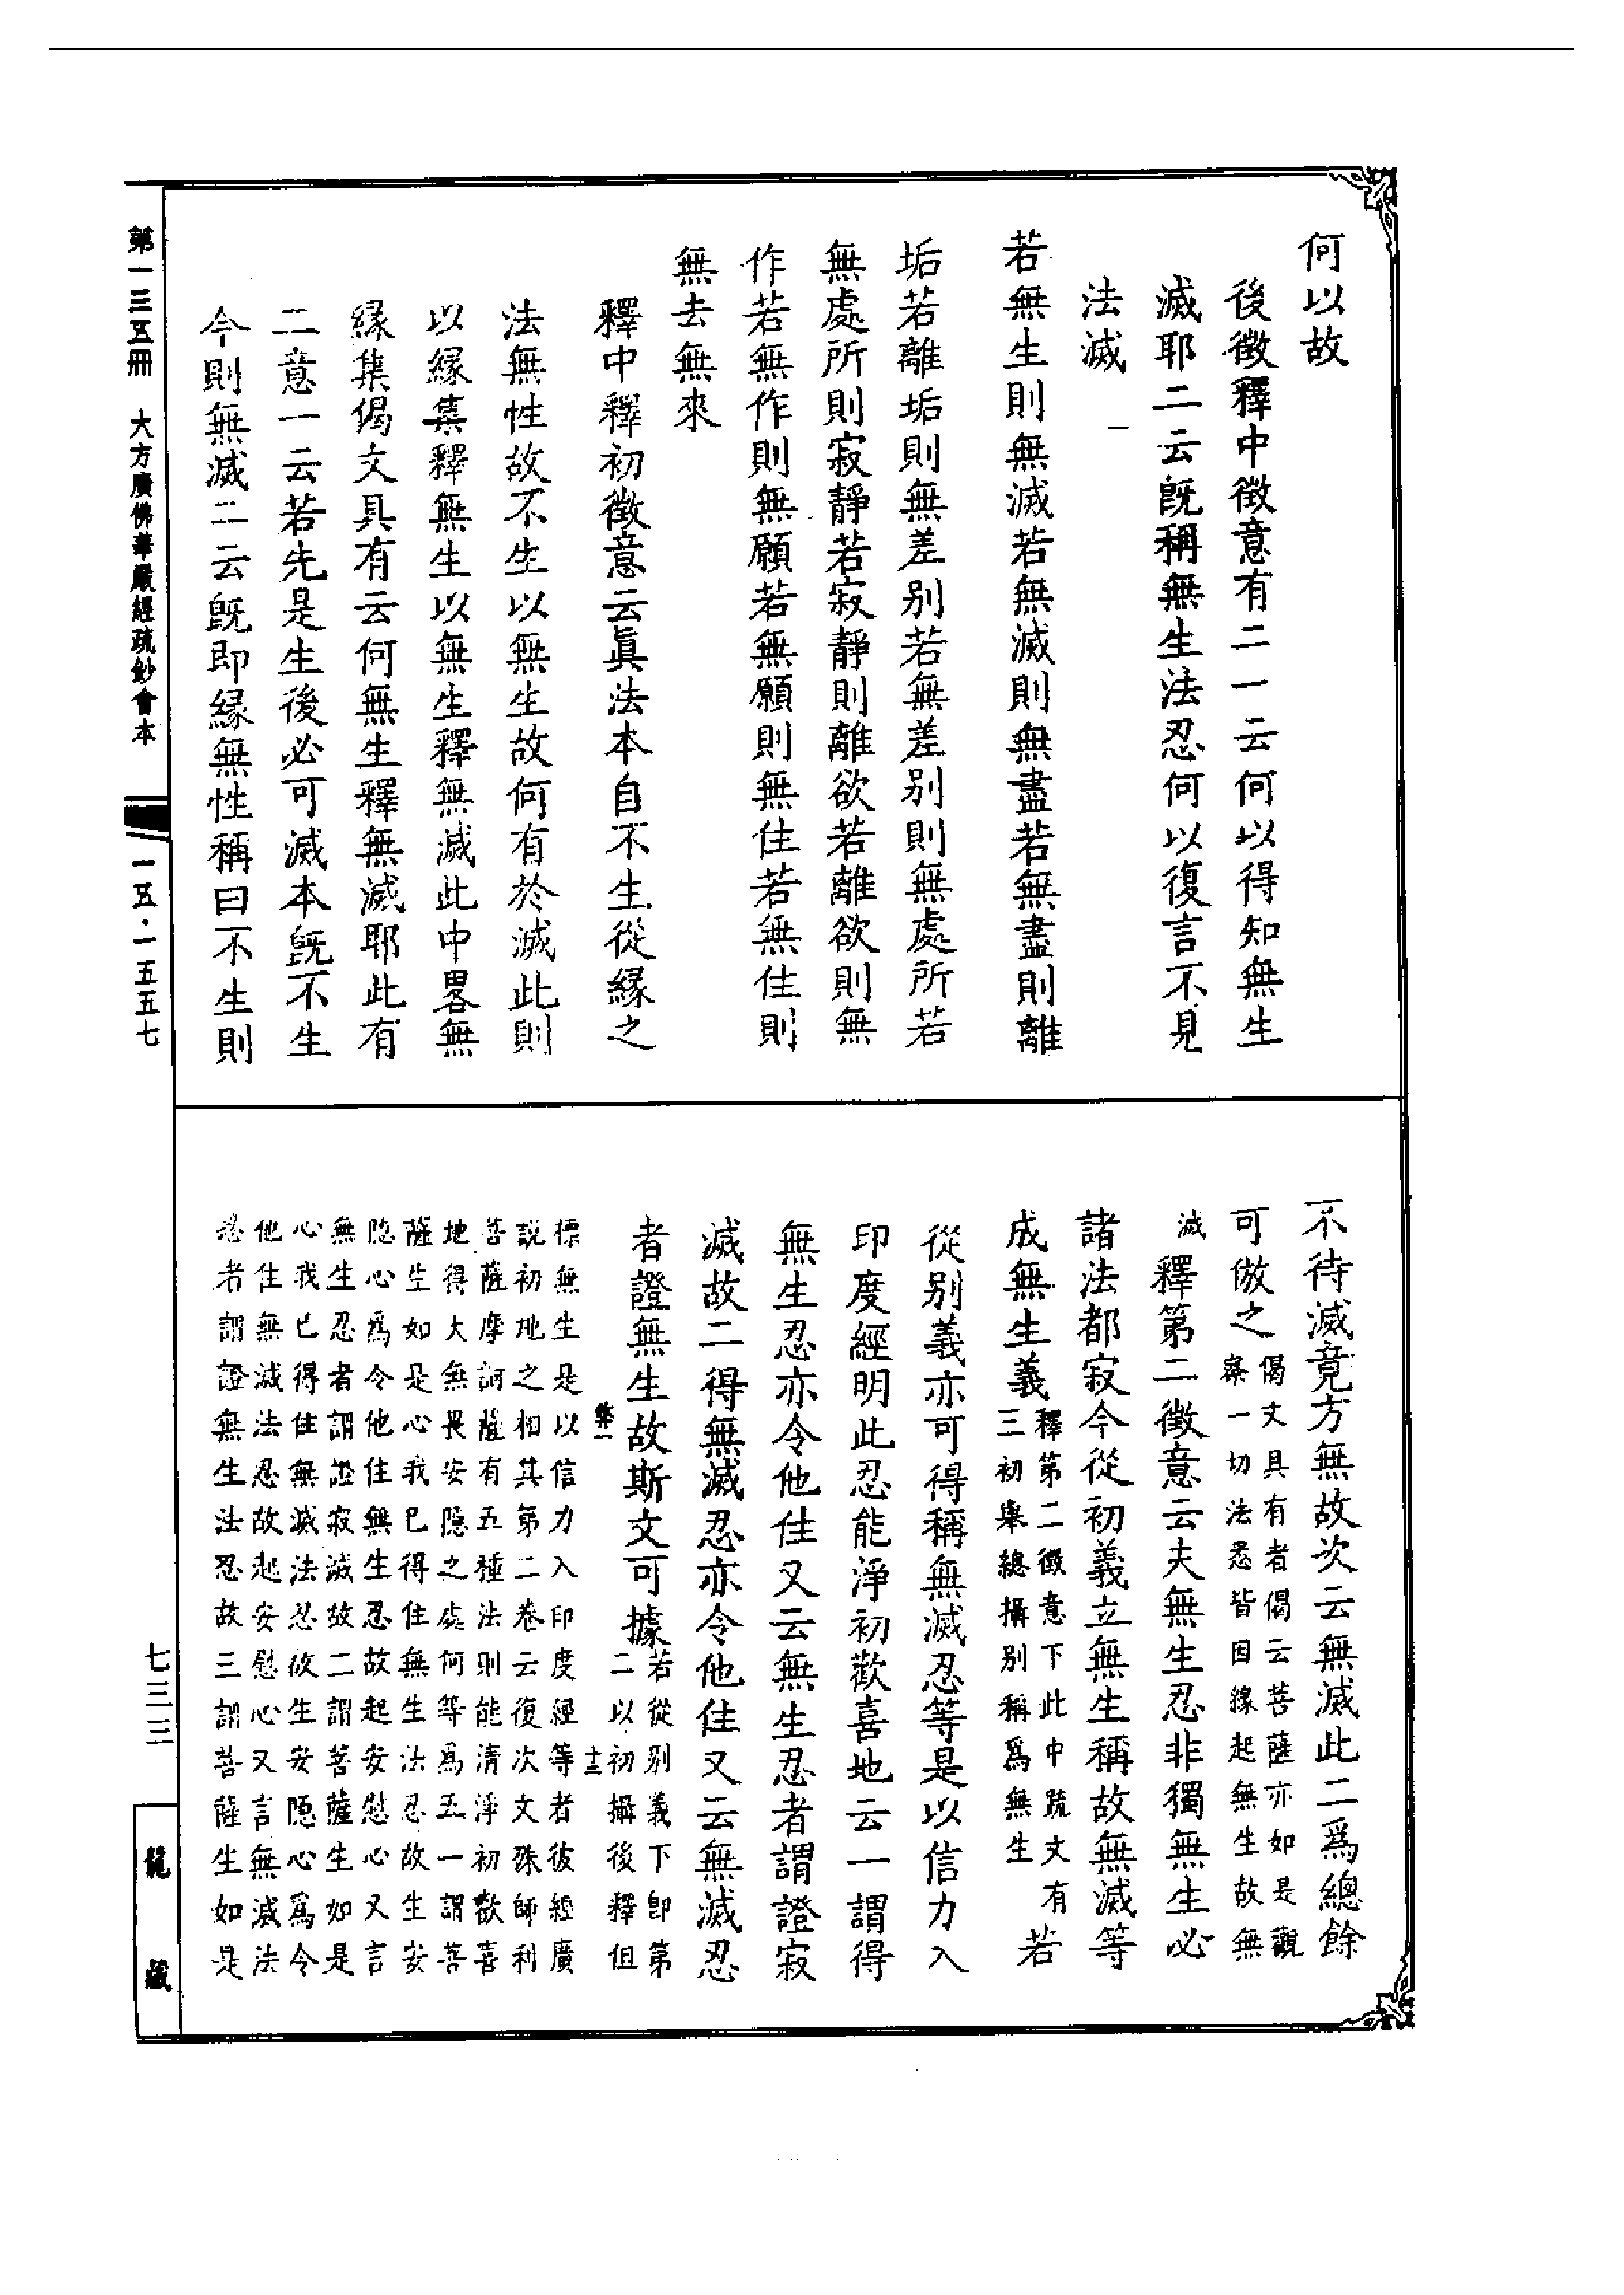 何以故
後徵釋中徵意有二一云何以得知無生
滅耶二云旣稱無生法忍何以復言不見
法滅
若無生則無滅若無滅則無盡若無盡則離
垢若離垢則無差别若無差别則無處所若
無處所則寂靜若寂靜則離欲若離欲則無
作若無作則無願若無願則無住若無住則
無去無來
釋中釋初徵意云眞法本自不生從緣之
法無性故不生以無生故何有於滅此則
以緣集釋無生以無生釋無滅此中畧無
緣集偈文具有云何無生釋無滅耶此有
二意一云若先是生後必可滅本旣不生
今則無滅二云旣即緣無性稱曰不生則
不待滅竟方無故次云無滅此二爲總餘
可倣之
偈文具有者偈云菩薩亦如是觀
察一切法悉皆因緣起無生故無
滅
釋第二徵意云夫無生忍非獨無生必
諸法都寂今從初義立無生稱故無滅等
成無生義
釋第二徵意下此中疏文有
三初舉總攝别稱爲無生
若
從别義亦可得稱無滅忍等是以信力入
印度經明此忍能淨初歡喜地云一謂得
無生忍亦令他住又云無生忍者謂證寂
滅故二得無滅忍亦令他住又云無滅忍
者證無生故斯文可據
若從别義下即第
二以初攝後釋但
標無生是以信力入印度經等者彼經廣
說初地之相其第二卷云復次文殊師利
菩薩摩訶薩有五種法則能清淨初歡喜
地得大無畏安隱之處何等爲五一謂菩
薩生如是心我已得住無生法忍故生安
隱心爲令他住無生忍故起安慰心又言
無生忍者謂證寂滅故二謂菩薩生如是
心我已得住無滅法忍故生安隱心爲令
他住無滅法忍故起安慰心又言無滅法
忍者謂證無生法忍故三謂菩薩生如是
第一三五冊　大方廣佛華嚴經疏鈔會本
一五·一五五七
七三三
龍藏